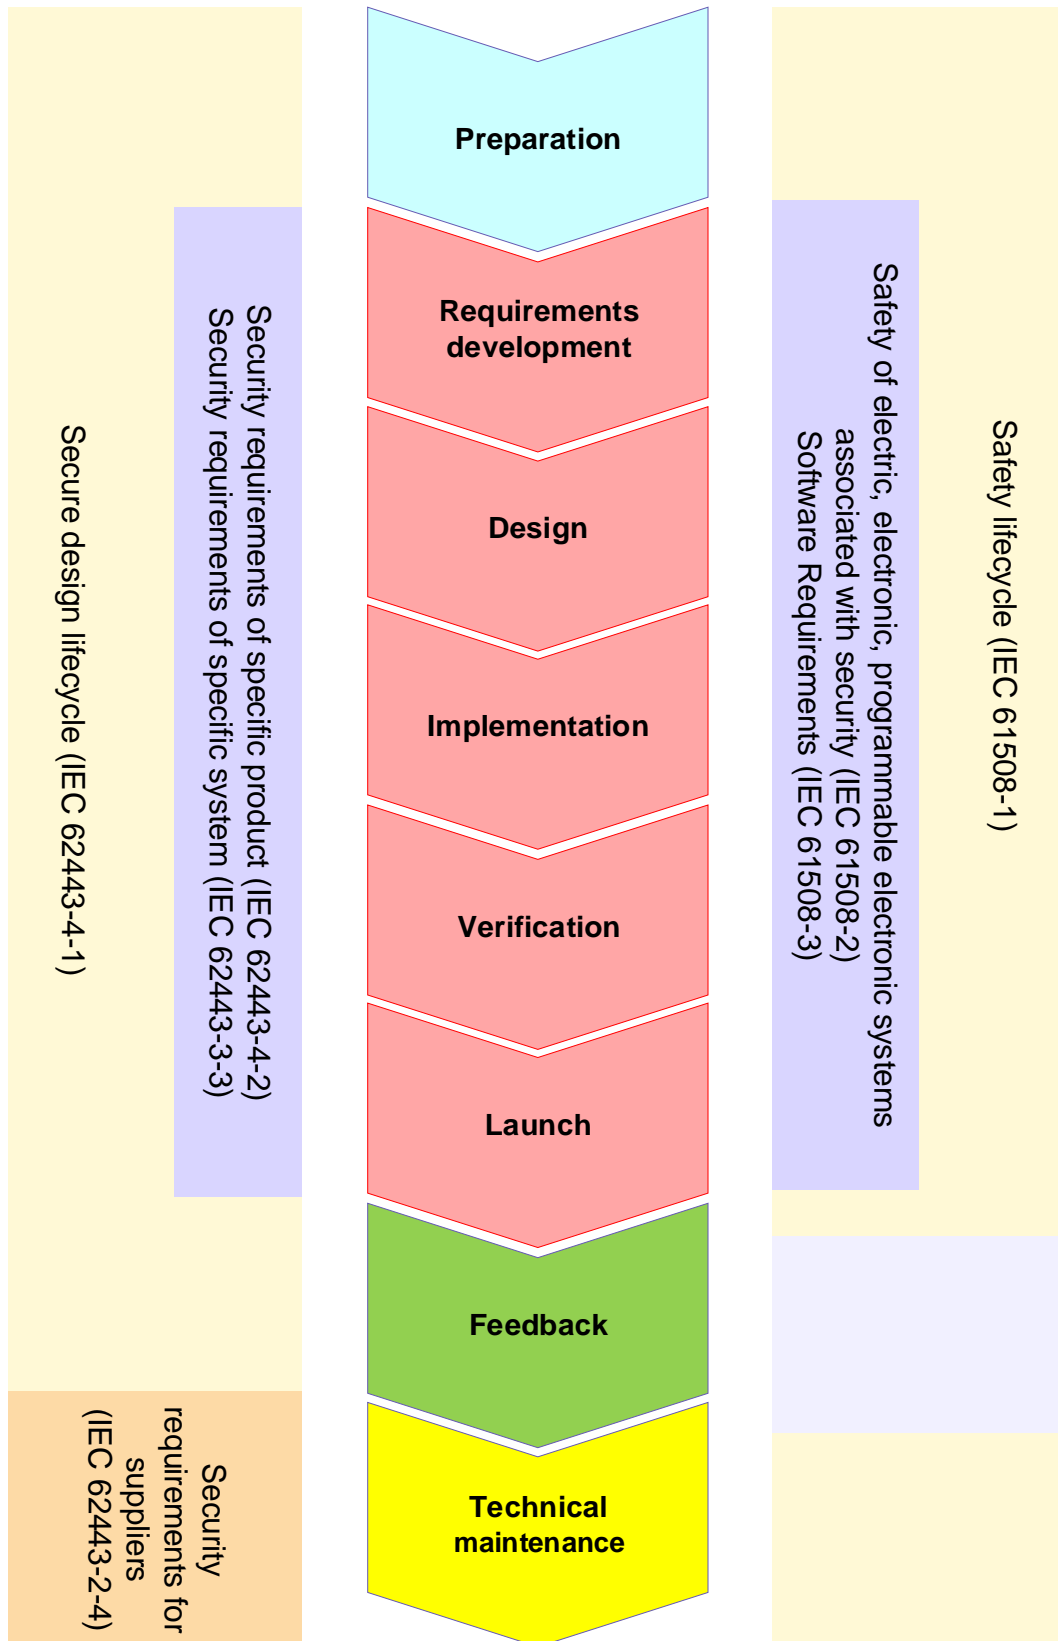 Preparation
Requirements
development
Design
Implementation
Verification
Launch
Feedback
Technical
maintenance
Secure design lifecycle (IEC 62443-4-1)
Security requirements of specific product (IEC 62443-4-2)
Security requirements of specific system (IEC 62443-3-3)
Security
requirements for
suppliers
(IEC 62443-2-4)
Safety of electric, electronic, programmable electronic systems
associated with security (IEC 61508-2)
Software Requirements (IEC 61508-3)
Safety lifecycle (IEC 61508-1)